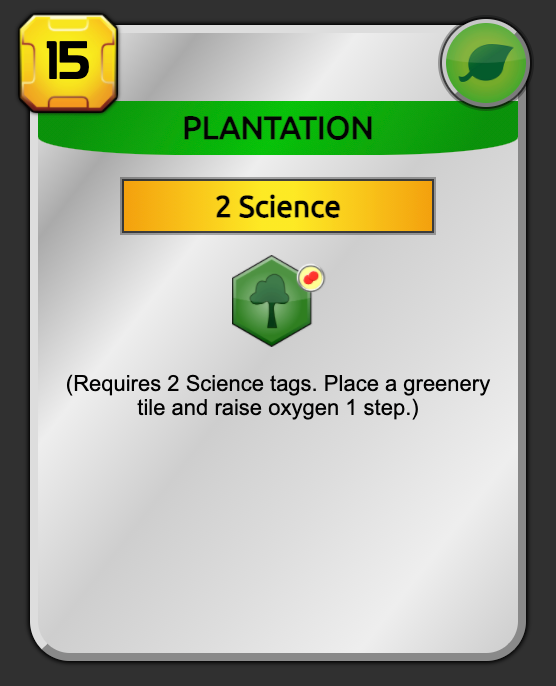 15
PLANTATION
2 Science
(Requires 2 Science tags. Place a greenery
tile and raise oxygen 1 step.)